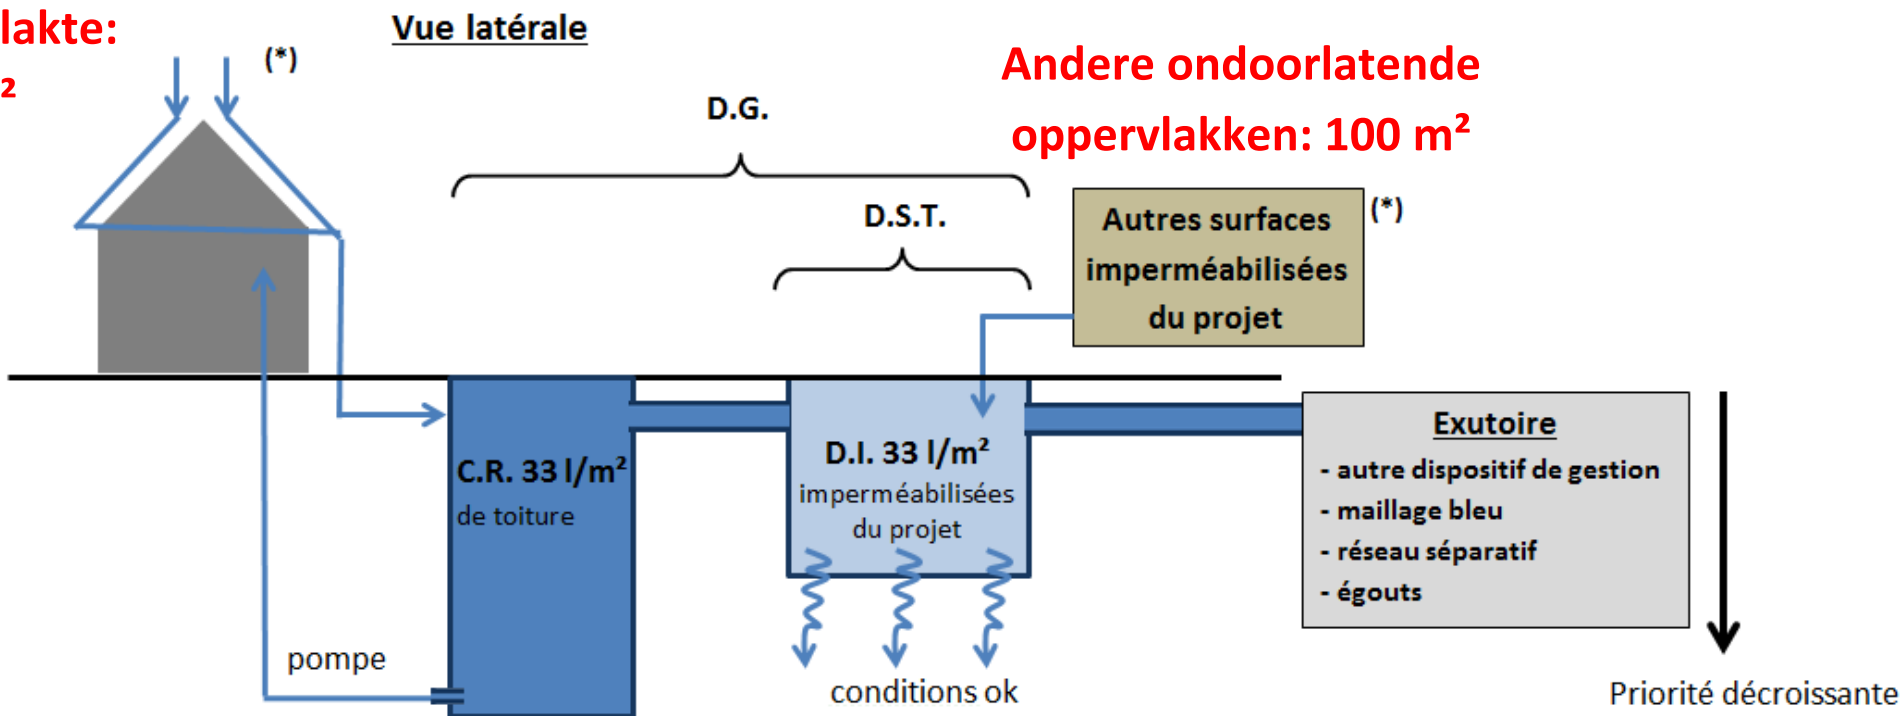 lakte:
²
Vue latérale
(*)
Andere ondoorlatende
oppervlakken: 100 m²
D.G.
D.S.T.
Autres surfaces
imperméabilisées
du projet
(*)
C.R. 33 l/m²
de toiture
D.I. 33 l/m²
imperméabilisées
du projet
Exutoire
- autre dispositif de gestion
- maillage bleu
- réseau séparatif
- égouts
pompe
conditions ok
Priorité décroissante